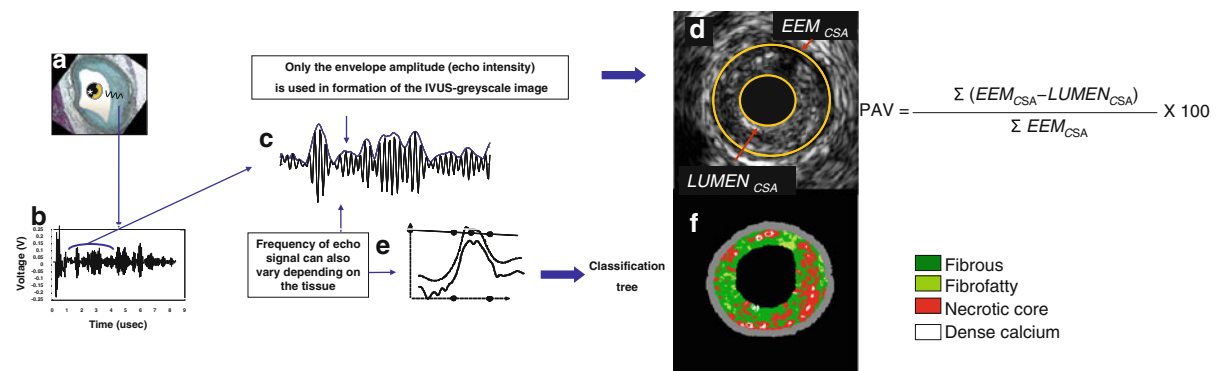 a
Only the envelope amplitude (echo intensity)
is used in formation of the IVUS-greyscale image
c
b
Voltage (V)
0.25
0.2
0.15
0.1
0.05
0
-0.05
-0.1
-0.15
-0.2
-0.25
0 1 2 3 4 5 6 7 8 9
Time (usec)
Frequency of echo
signal can also
vary depending on
the tissue
e
Classification
tree
d
EEM CSA
LUMEN CSA
PAV = Σ (EEMCSA–LUMENCSA)
Σ EEMCSA
X 100
f
Fibrous
Fibrofatty
Necrotic core
Dense calcium